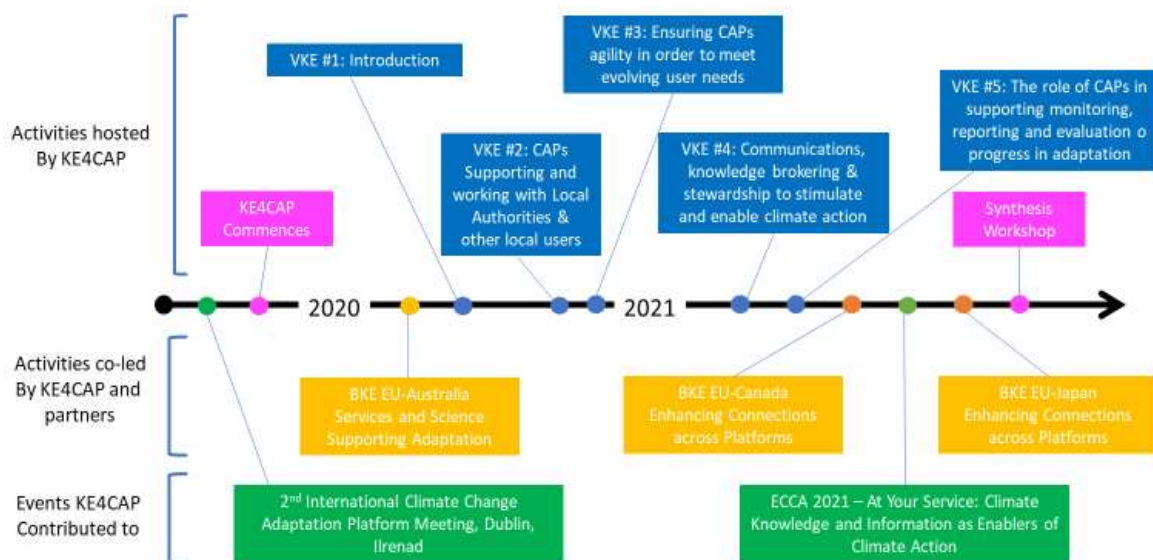 VKE #1: Introduction
VKE #3: Ensuring CAPs
agility in order to meet
evolving user needs
VKE #5: The role of CAPs in
supporting monitoring,
reporting and evaluation o
progress in adaptation
Activities hosted
By KE4CAP
VKE #2: CAPs
Supporting and
working with Local
Authorities &
other local users
VKE #4: Communications,
knowledge brokering &
stewardship to stimulate
and enable climate action
KE4CAP
Commences
Synthesis
Workshop
2020
2021
Activities co-led
By KE4CAP and
partners
BKE EU-Australia
Services and Science
Supporting Adaptation
BKE EU-Canada
Enhancing Connections
across Platforms
BKE EU-Japan
Enhancing Connections
across Platforms
Events KE4CAP
Contributed to
2nd International Climate Change
Adaptation Platform Meeting, Dublin,
Ilrenad
ECCA 2021 – At Your Service: Climate
Knowledge and Information as Enablers of
Climate Action